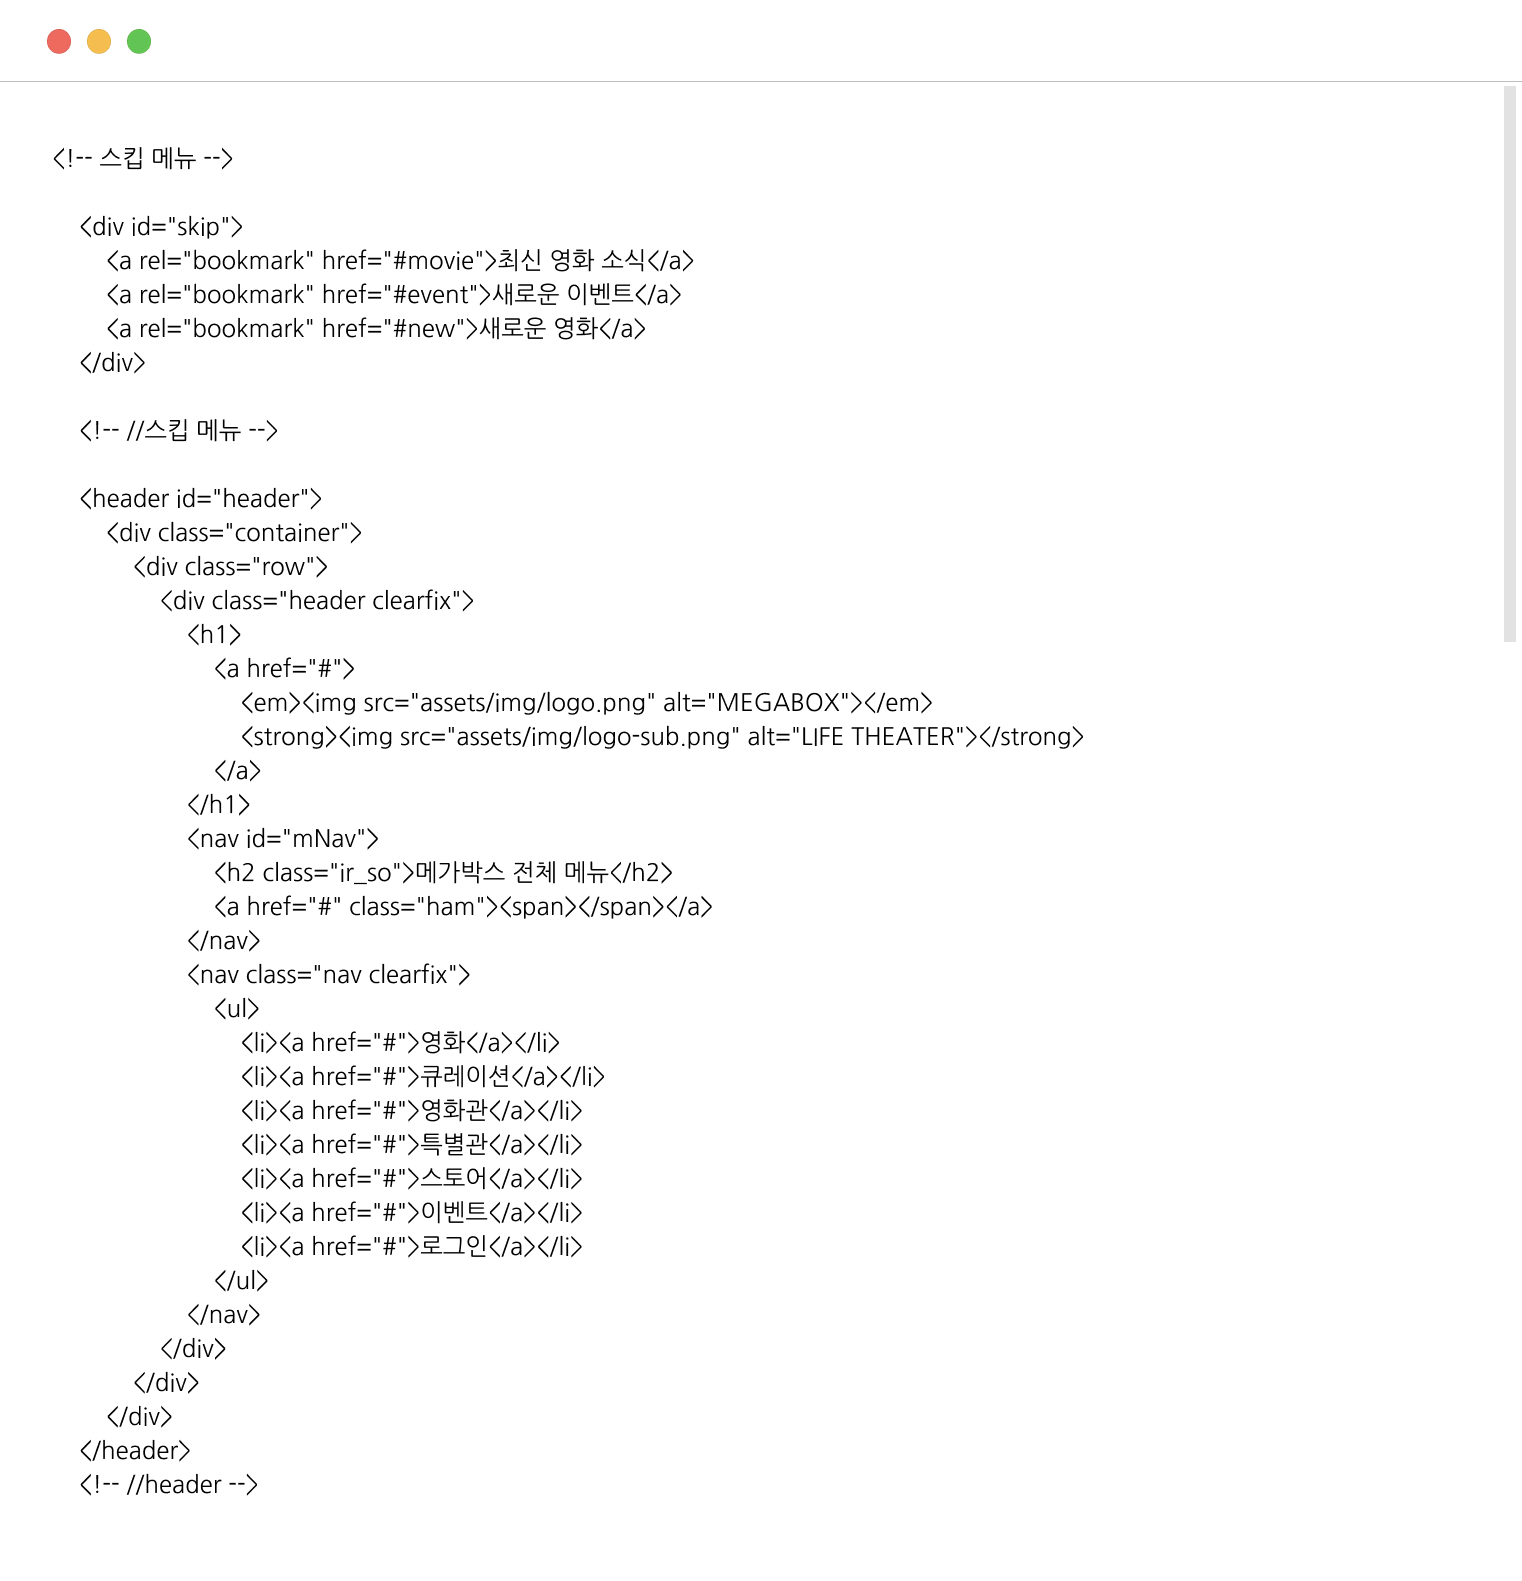 <!-- 스킵 메뉴 -->
<div id="skip">
<a rel="bookmark" href="#movie">최신 영화 소식</a>
<a rel="bookmark" href="#event">새로운 이벤트</a>
<a rel="bookmark" href="#new">새로운 영화</a>
</div>
<!-- //스킵 메뉴 -->
<header id="header">
<div class="container">
<div class="row">
<div class="header clearfix">
<h1>
<a href="#">
<em><img src="assets/img/logo.png" alt="MEGABOX"></em>
<strong><img src="assets/img/logo-sub.png" alt="LIFE THEATER"></strong>
</a>
</h1>
<nav id="mNav">
<h2 class="ir_so">메가박스 전체 메뉴</h2>
<a href="#" class="ham"><span></span></a>
</nav>
<nav class="nav clearfix">
<ul>
<li><a href="#">영화</a></li>
<li><a href="#">큐레이션</a></li>
<li><a href="#">영화관</a></li>
<li><a href="#">특별관</a></li>
<li><a href="#">스토어</a></li>
<li><a href="#">이벤트</a></li>
<li><a href="#">로그인</a></li>
</ul>
</nav>
</div>
</div>
</div>
</header>
<!-- //header -->